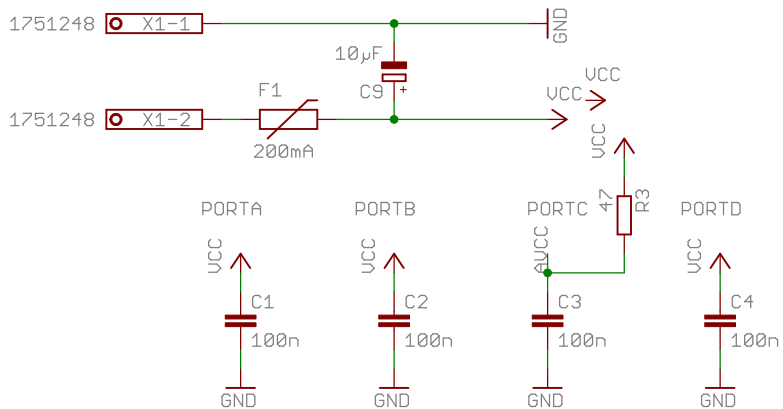 1751248 X1-1 GND
10µF
C9 +
VCC
VCC
F1
1751248 X1-2
200mA
VCC
47 R3
PORTA PORTB PORTC PORTD
VCC VCC AVCC VCC
C1 C2 C3 C4
100n 100n 100n 100n
GND GND GND GND